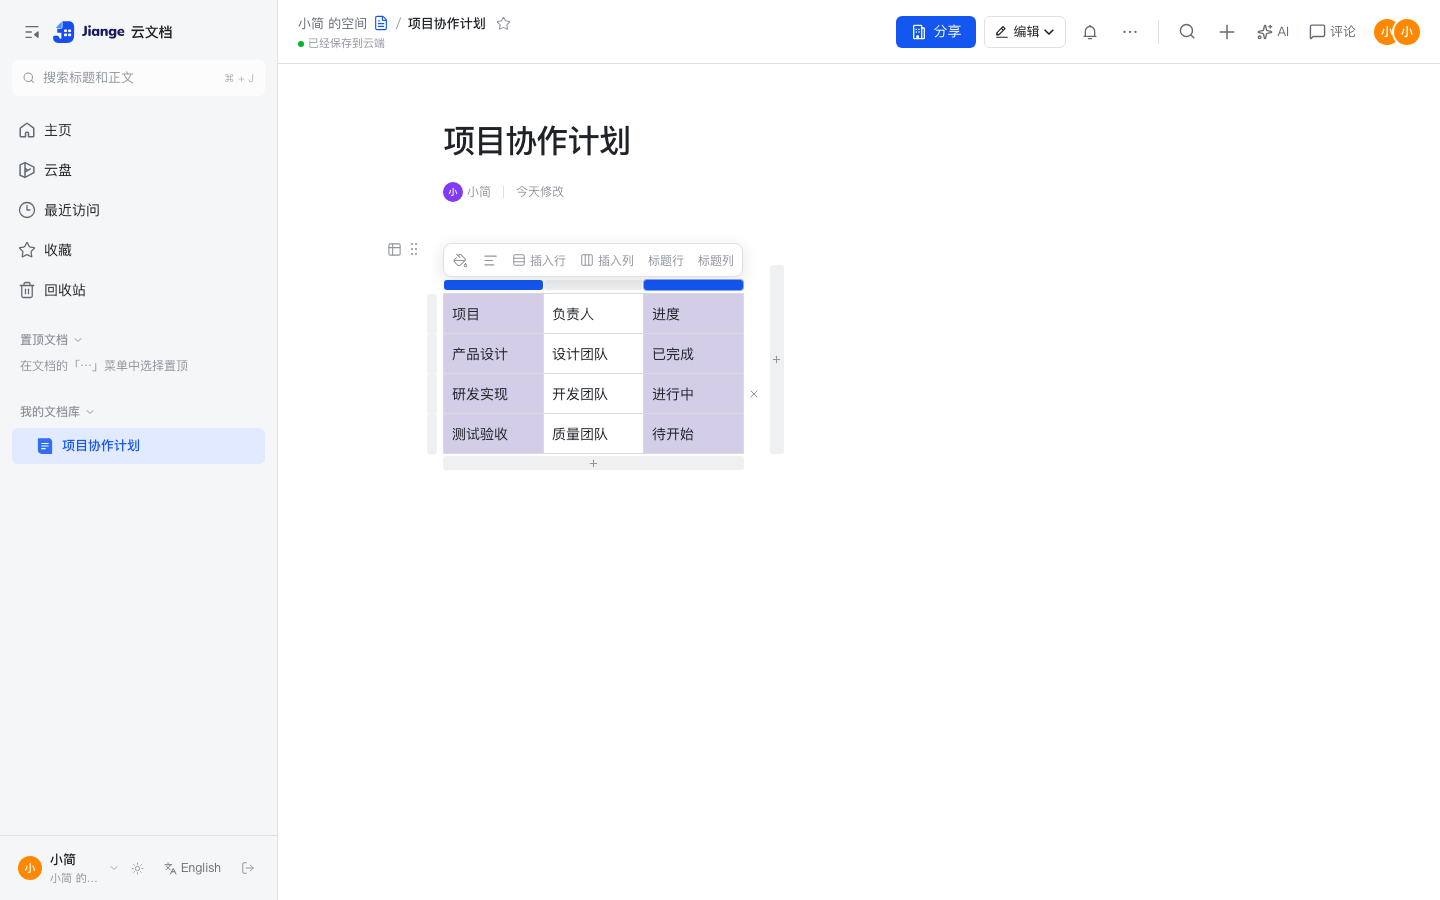 Jiange 云文档
搜索标题和正文 ⌘ + J
主页
云盘
最近访问
收藏
回收站
置顶文档
在文档的「···」菜单中选择置顶
我的文档库
项目协作计划
小 小简
小简 的...
English
小简 的空间 / 项目协作计划
已经保存到云端
分享
编辑
AI
评论
小 小
项目协作计划
小 小简 今天修改
插入行 插入列 标题行 标题列
项目 负责人 进度
产品设计 设计团队 已完成
研发实现 开发团队 进行中
测试验收 质量团队 待开始